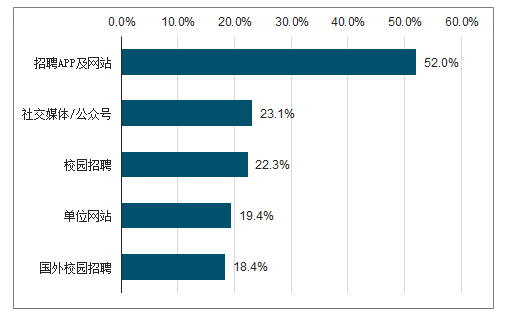 0.0% 10.0% 20.0% 30.0% 40.0% 50.0% 60.0%
招聘APP及网站 52.0%
社交媒体/公众号 23.1%
校园招聘 22.3%
单位网站 19.4%
国外校园招聘 18.4%